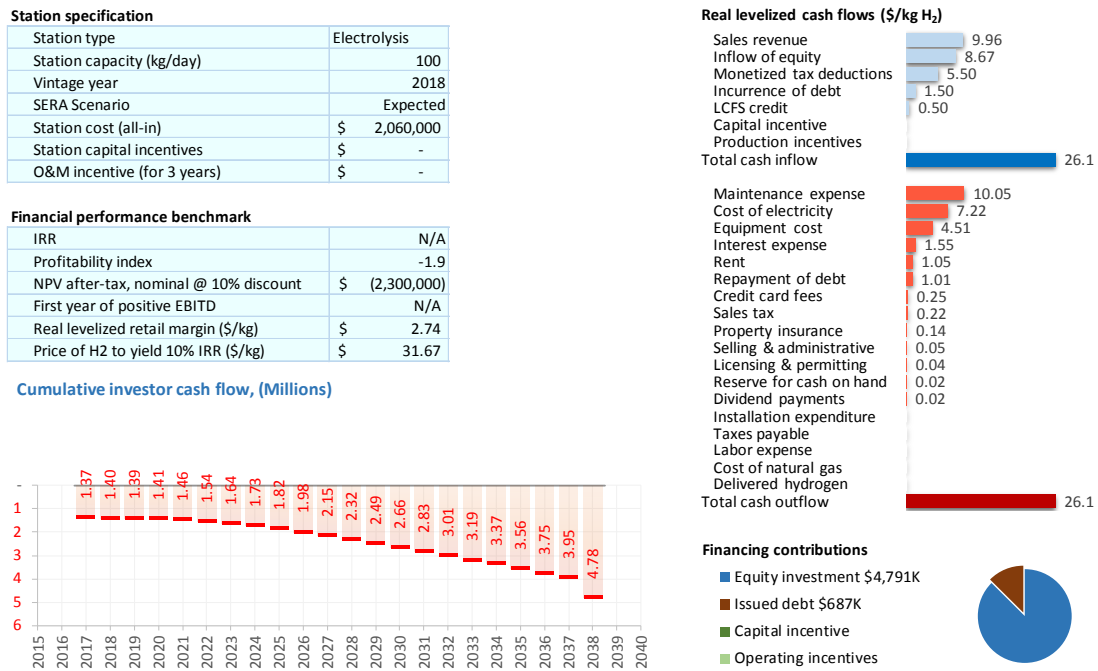 Station specification
Station type Electrolysis
Station capacity (kg/day) 100
Vintage year 2018
SERA Scenario Expected
Station cost (all-in) $ 2,060,000
Station capital incentives $ -
O&M incentive (for 3 years) $ -
Financial performance benchmark
IRR N/A
Profitability index -1.9
NPV after-tax, nominal @ 10% discount $ (2,300,000)
First year of positive EBITD N/A
Real levelized retail margin ($/kg) $ 2.74
Price of H2 to yield 10% IRR ($/kg) $ 31.67
Cumulative investor cash flow, (Millions)
-
1
2
3
4
5
6
1.37
1.40
1.39
1.41
1.46
1.54
1.64
1.73
1.82
1.98
2.15
2.32
2.49
2.66
2.83
3.01
3.19
3.37
3.56
3.75
3.95
4.78
2015
2016
2017
2018
2019
2020
2021
2022
2023
2024
2025
2026
2027
2028
2029
2030
2031
2032
2033
2034
2035
2036
2037
2038
2039
2040
Real levelized cash flows ($/kg H₂)
Sales revenue 9.96
Inflow of equity 8.67
Monetized tax deductions 5.50
Incurrence of debt 1.50
LCFS credit 0.50
Capital incentive
Production incentives
Total cash inflow 26.1
Maintenance expense 10.05
Cost of electricity 7.22
Equipment cost 4.51
Interest expense 1.55
Rent 1.05
Repayment of debt 1.01
Credit card fees 0.25
Sales tax 0.22
Property insurance 0.14
Selling & administrative 0.05
Licensing & permitting 0.04
Reserve for cash on hand 0.02
Dividend payments 0.02
Installation expenditure
Taxes payable
Labor expense
Cost of natural gas
Delivered hydrogen
Total cash outflow 26.1
Financing contributions
Equity investment $4,791K
Issued debt $687K
Capital incentive
Operating incentives